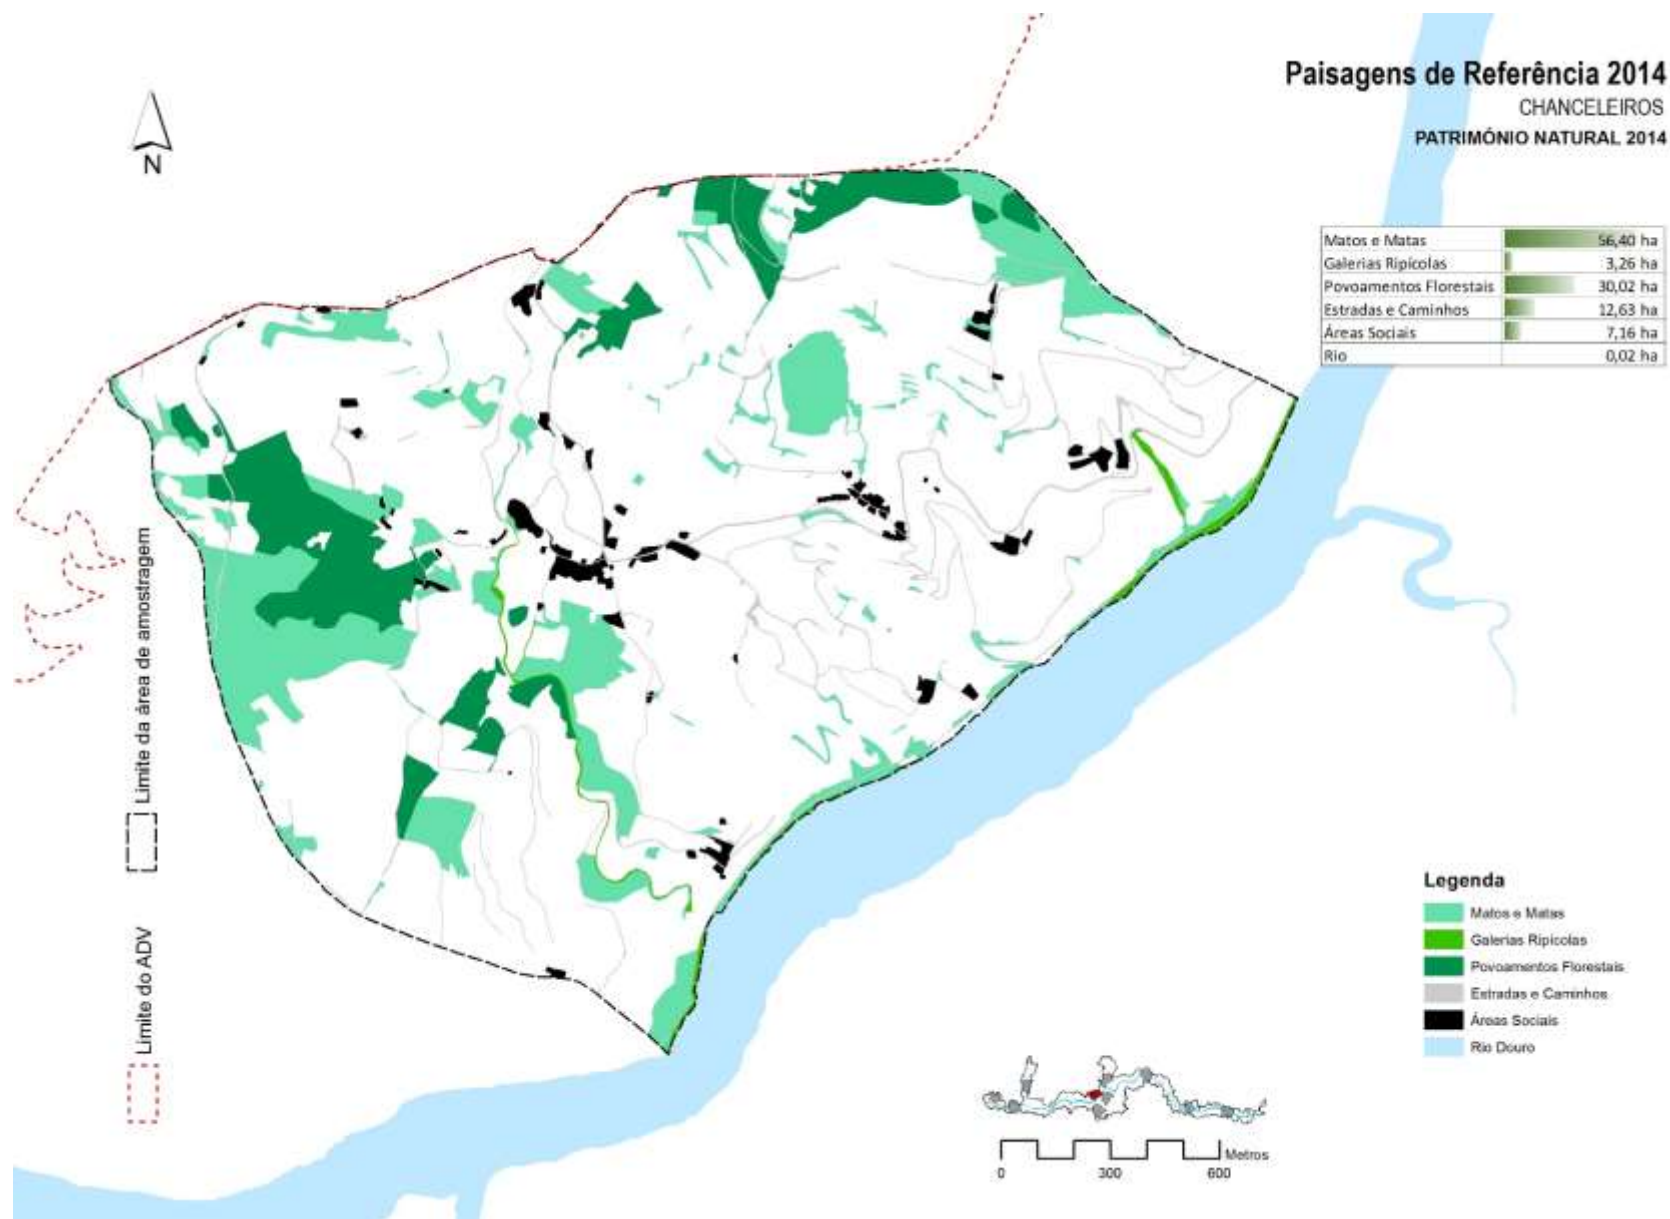 Paisagens de Referência 2014
CHANCELEIROS
PATRIMÓNIO NATURAL 2014
N
Matos e Matas 56,40 ha
Galerias Ripícolas 3,26 ha
Povoamentos Florestais 30,02 ha
Estradas e Caminhos 12,63 ha
Áreas Sociais 7,16 ha
Rio 0,02 ha
Limite da área de amostragem
Limite do ADV
Legenda
Matos e Matas
Galerias Ripícolas
Povoamentos Florestais
Estradas e Caminhos
Áreas Sociais
Rio Douro
Metros
0 300 600